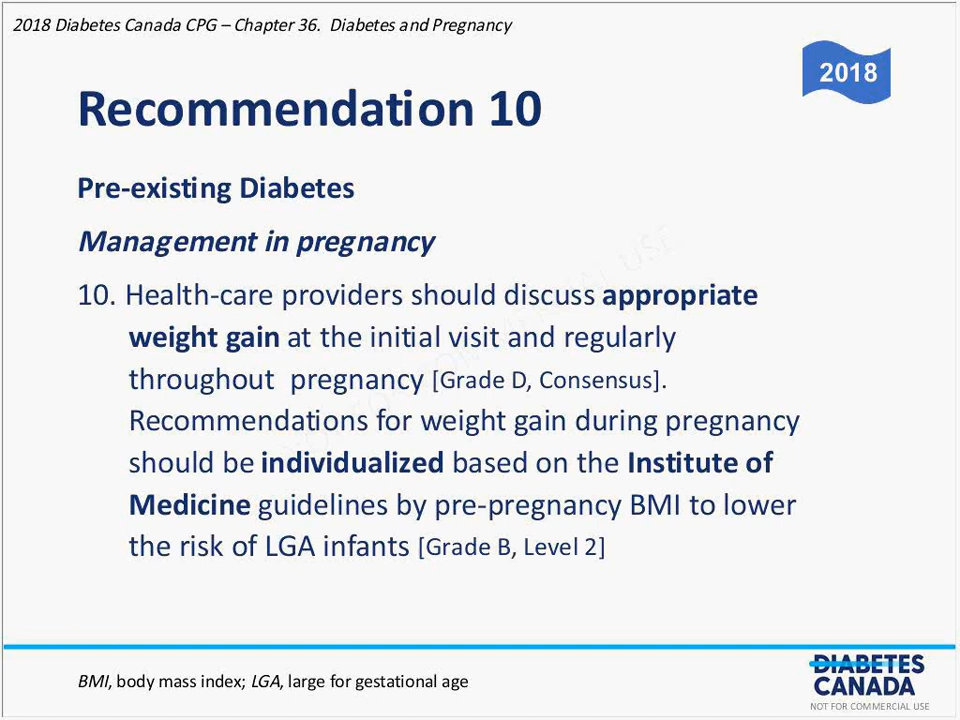 2018 Diabetes Canada CPG – Chapter 36. Diabetes and Pregnancy
2018
Recommendation 10
Pre-existing Diabetes
Management in pregnancy
10. Health-care providers should discuss appropriate
weight gain at the initial visit and regularly
throughout pregnancy [Grade D, Consensus].
Recommendations for weight gain during pregnancy
should be individualized based on the Institute of
Medicine guidelines by pre-pregnancy BMI to lower
the risk of LGA infants [Grade B, Level 2]
NOT FOR COMMERCIAL USE
BMI, body mass index; LGA, large for gestational age
DIABETES
CANADA
NOT FOR COMMERCIAL USE